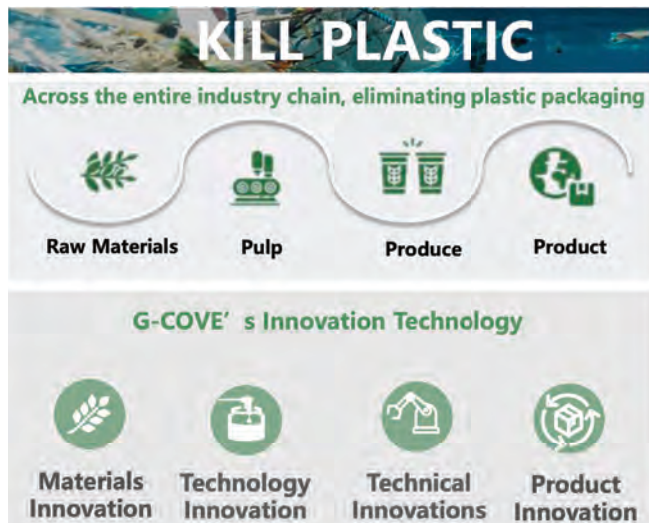 KILL PLASTIC
Across the entire industry chain, eliminating plastic packaging
Raw Materials
Pulp
Produce
Product
G-COVE' s Innovation Technology
Materials
Innovation
Technology
Innovation
Technical
Innovations
Product
Innovation